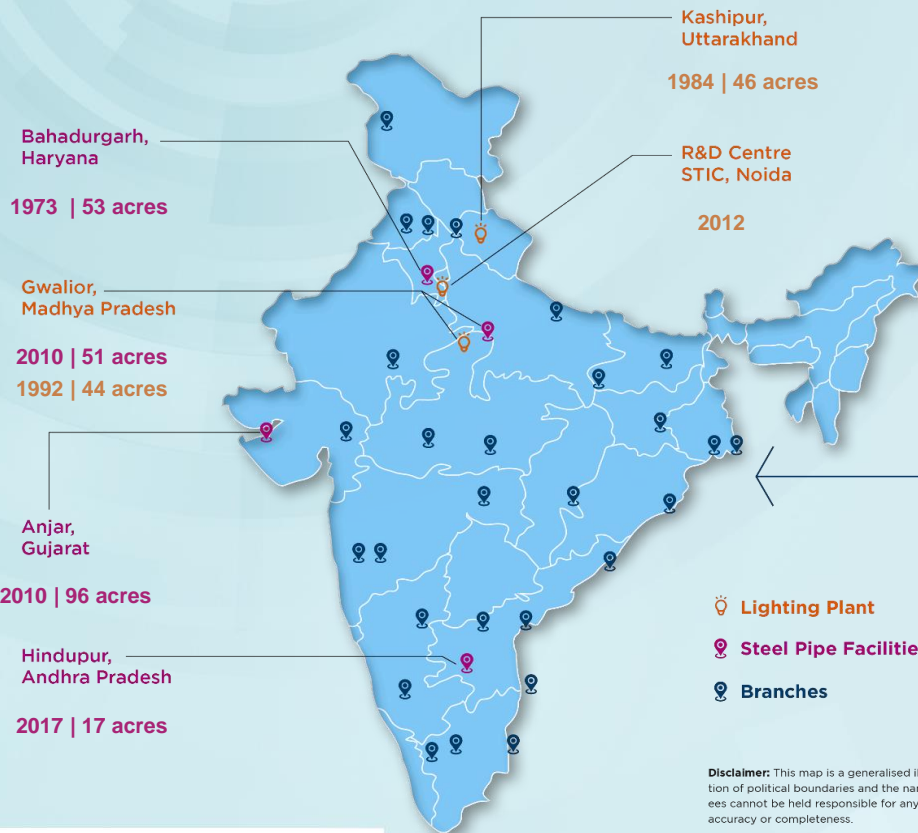 Kashipur,
Uttarakhand
1984 | 46 acres
Bahadurgarh,
Haryana
1973 | 53 acres
R&D Centre
STIC, Noida
2012
Gwalior,
Madhya Pradesh
2010 | 51 acres
1992 | 44 acres
Anjar,
Gujarat
2010 | 96 acres
Hindupur,
Andhra Pradesh
2017 | 17 acres
Lighting Plant
Steel Pipe Facilitie
Branches
Disclaimer: This map is a generalised il
tion of political boundaries and the nar
ees cannot be held responsible for any
accuracy or completeness.